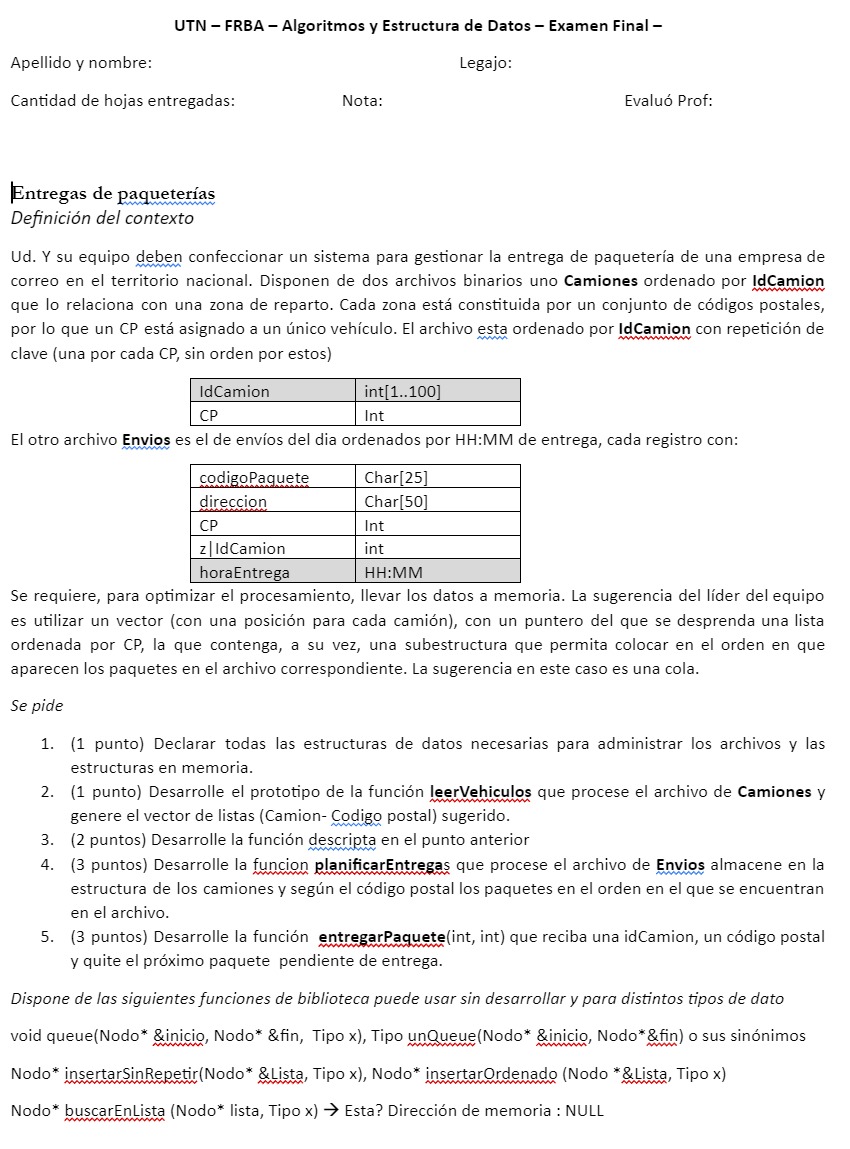 UTN – FRBA – Algoritmos y Estructura de Datos – Examen Final –
Apellido y nombre: Legajo:
Cantidad de hojas entregadas: Nota: Evaluó Prof:
Entregas de paqueterías
Definición del contexto
Ud. Y su equipo deben confeccionar un sistema para gestionar la entrega de paquetería de una empresa de
correo en el territorio nacional. Disponen de dos archivos binarios uno Camiones ordenado por IdCamion
que lo relaciona con una zona de reparto. Cada zona está constituida por un conjunto de códigos postales,
por lo que un CP está asignado a un único vehículo. El archivo esta ordenado por IdCamion con repetición de
clave (una por cada CP, sin orden por estos)
IdCamion int[1..100]
CP Int
El otro archivo Envios es el de envíos del dia ordenados por HH:MM de entrega, cada registro con:
codigoPaquete Char[25]
direccion Char[50]
CP Int
z|IdCamion int
horaEntrega HH:MM
Se requiere, para optimizar el procesamiento, llevar los datos a memoria. La sugerencia del líder del equipo
es utilizar un vector (con una posición para cada camión), con un puntero del que se desprenda una lista
ordenada por CP, la que contenga, a su vez, una subestructura que permita colocar en el orden en que
aparecen los paquetes en el archivo correspondiente. La sugerencia en este caso es una cola.
Se pide
1. (1 punto) Declarar todas las estructuras de datos necesarias para administrar los archivos y las
estructuras en memoria.
2. (1 punto) Desarrolle el prototipo de la función leerVehiculos que procese el archivo de Camiones y
genere el vector de listas (Camion- Codigo postal) sugerido.
3. (2 puntos) Desarrolle la función descripta en el punto anterior
4. (3 puntos) Desarrolle la funcion planificarEntregas que procese el archivo de Envios almacene en la
estructura de los camiones y según el código postal los paquetes en el orden en el que se encuentran
en el archivo.
5. (3 puntos) Desarrolle la función entregarPaquete(int, int) que reciba una idCamion, un código postal
y quite el próximo paquete pendiente de entrega.
Dispone de las siguientes funciones de biblioteca puede usar sin desarrollar y para distintos tipos de dato
void queue(Nodo* &inicio, Nodo* &fin, Tipo x), Tipo unQueue(Nodo* &inicio, Nodo*&fin) o sus sinónimos
Nodo* insertarSinRepetir(Nodo* &Lista, Tipo x), Nodo* insertarOrdenado (Nodo *&Lista, Tipo x)
Nodo* buscarEnLista (Nodo* lista, Tipo x) → Esta? Dirección de memoria : NULL